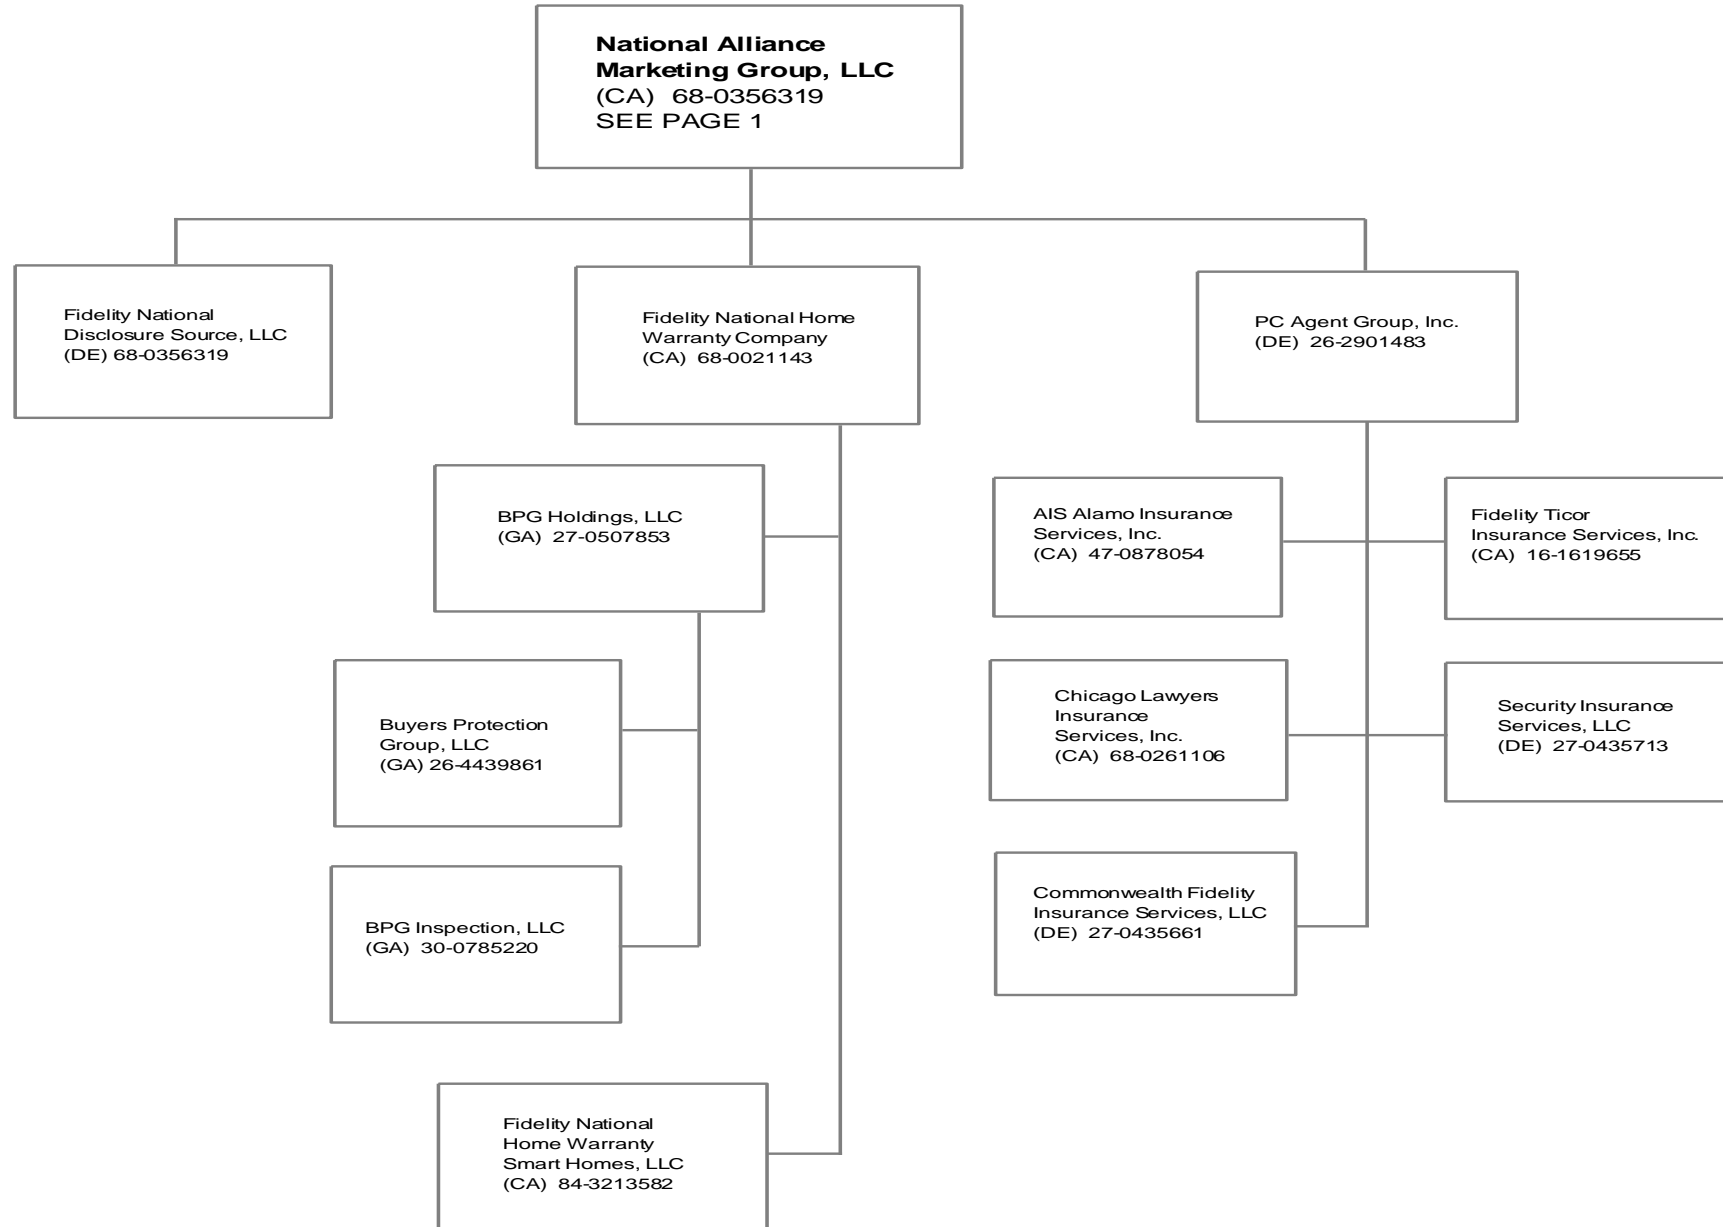 National Alliance
Marketing Group, LLC
(CA) 68-0356319
SEE PAGE 1
Fidelity National
Disclosure Source, LLC
(DE) 68-0356319
Fidelity National Home
Warranty Company
(CA) 68-0021143
PC Agent Group, Inc.
(DE) 26-2901483
BPG Holdings, LLC
(GA) 27-0507853
AIS Alamo Insurance
Services, Inc.
(CA) 47-0878054
Fidelity Ticor
Insurance Services, Inc.
(CA) 16-1619655
Buyers Protection
Group, LLC
(GA) 26-4439861
Chicago Lawyers
Insurance
Services, Inc.
(CA) 68-0261106
Security Insurance
Services, LLC
(DE) 27-0435713
BPG Inspection, LLC
(GA) 30-0785220
Commonwealth Fidelity
Insurance Services, LLC
(DE) 27-0435661
Fidelity National
Home Warranty
Smart Homes, LLC
(CA) 84-3213582